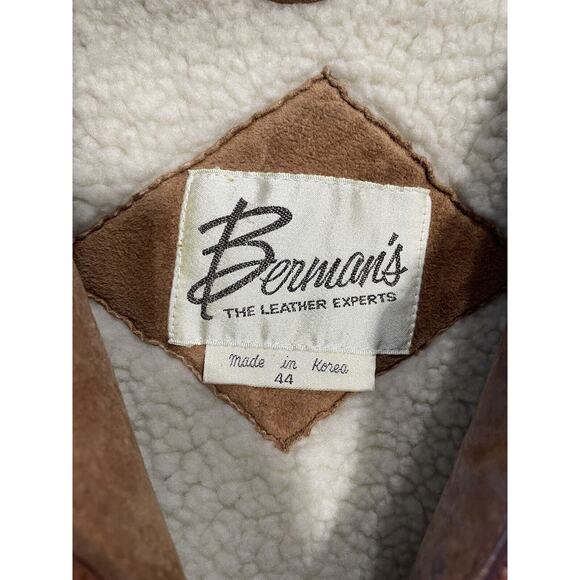 Berman's
THE LEATHER EXPERTS
Made in Korea
44